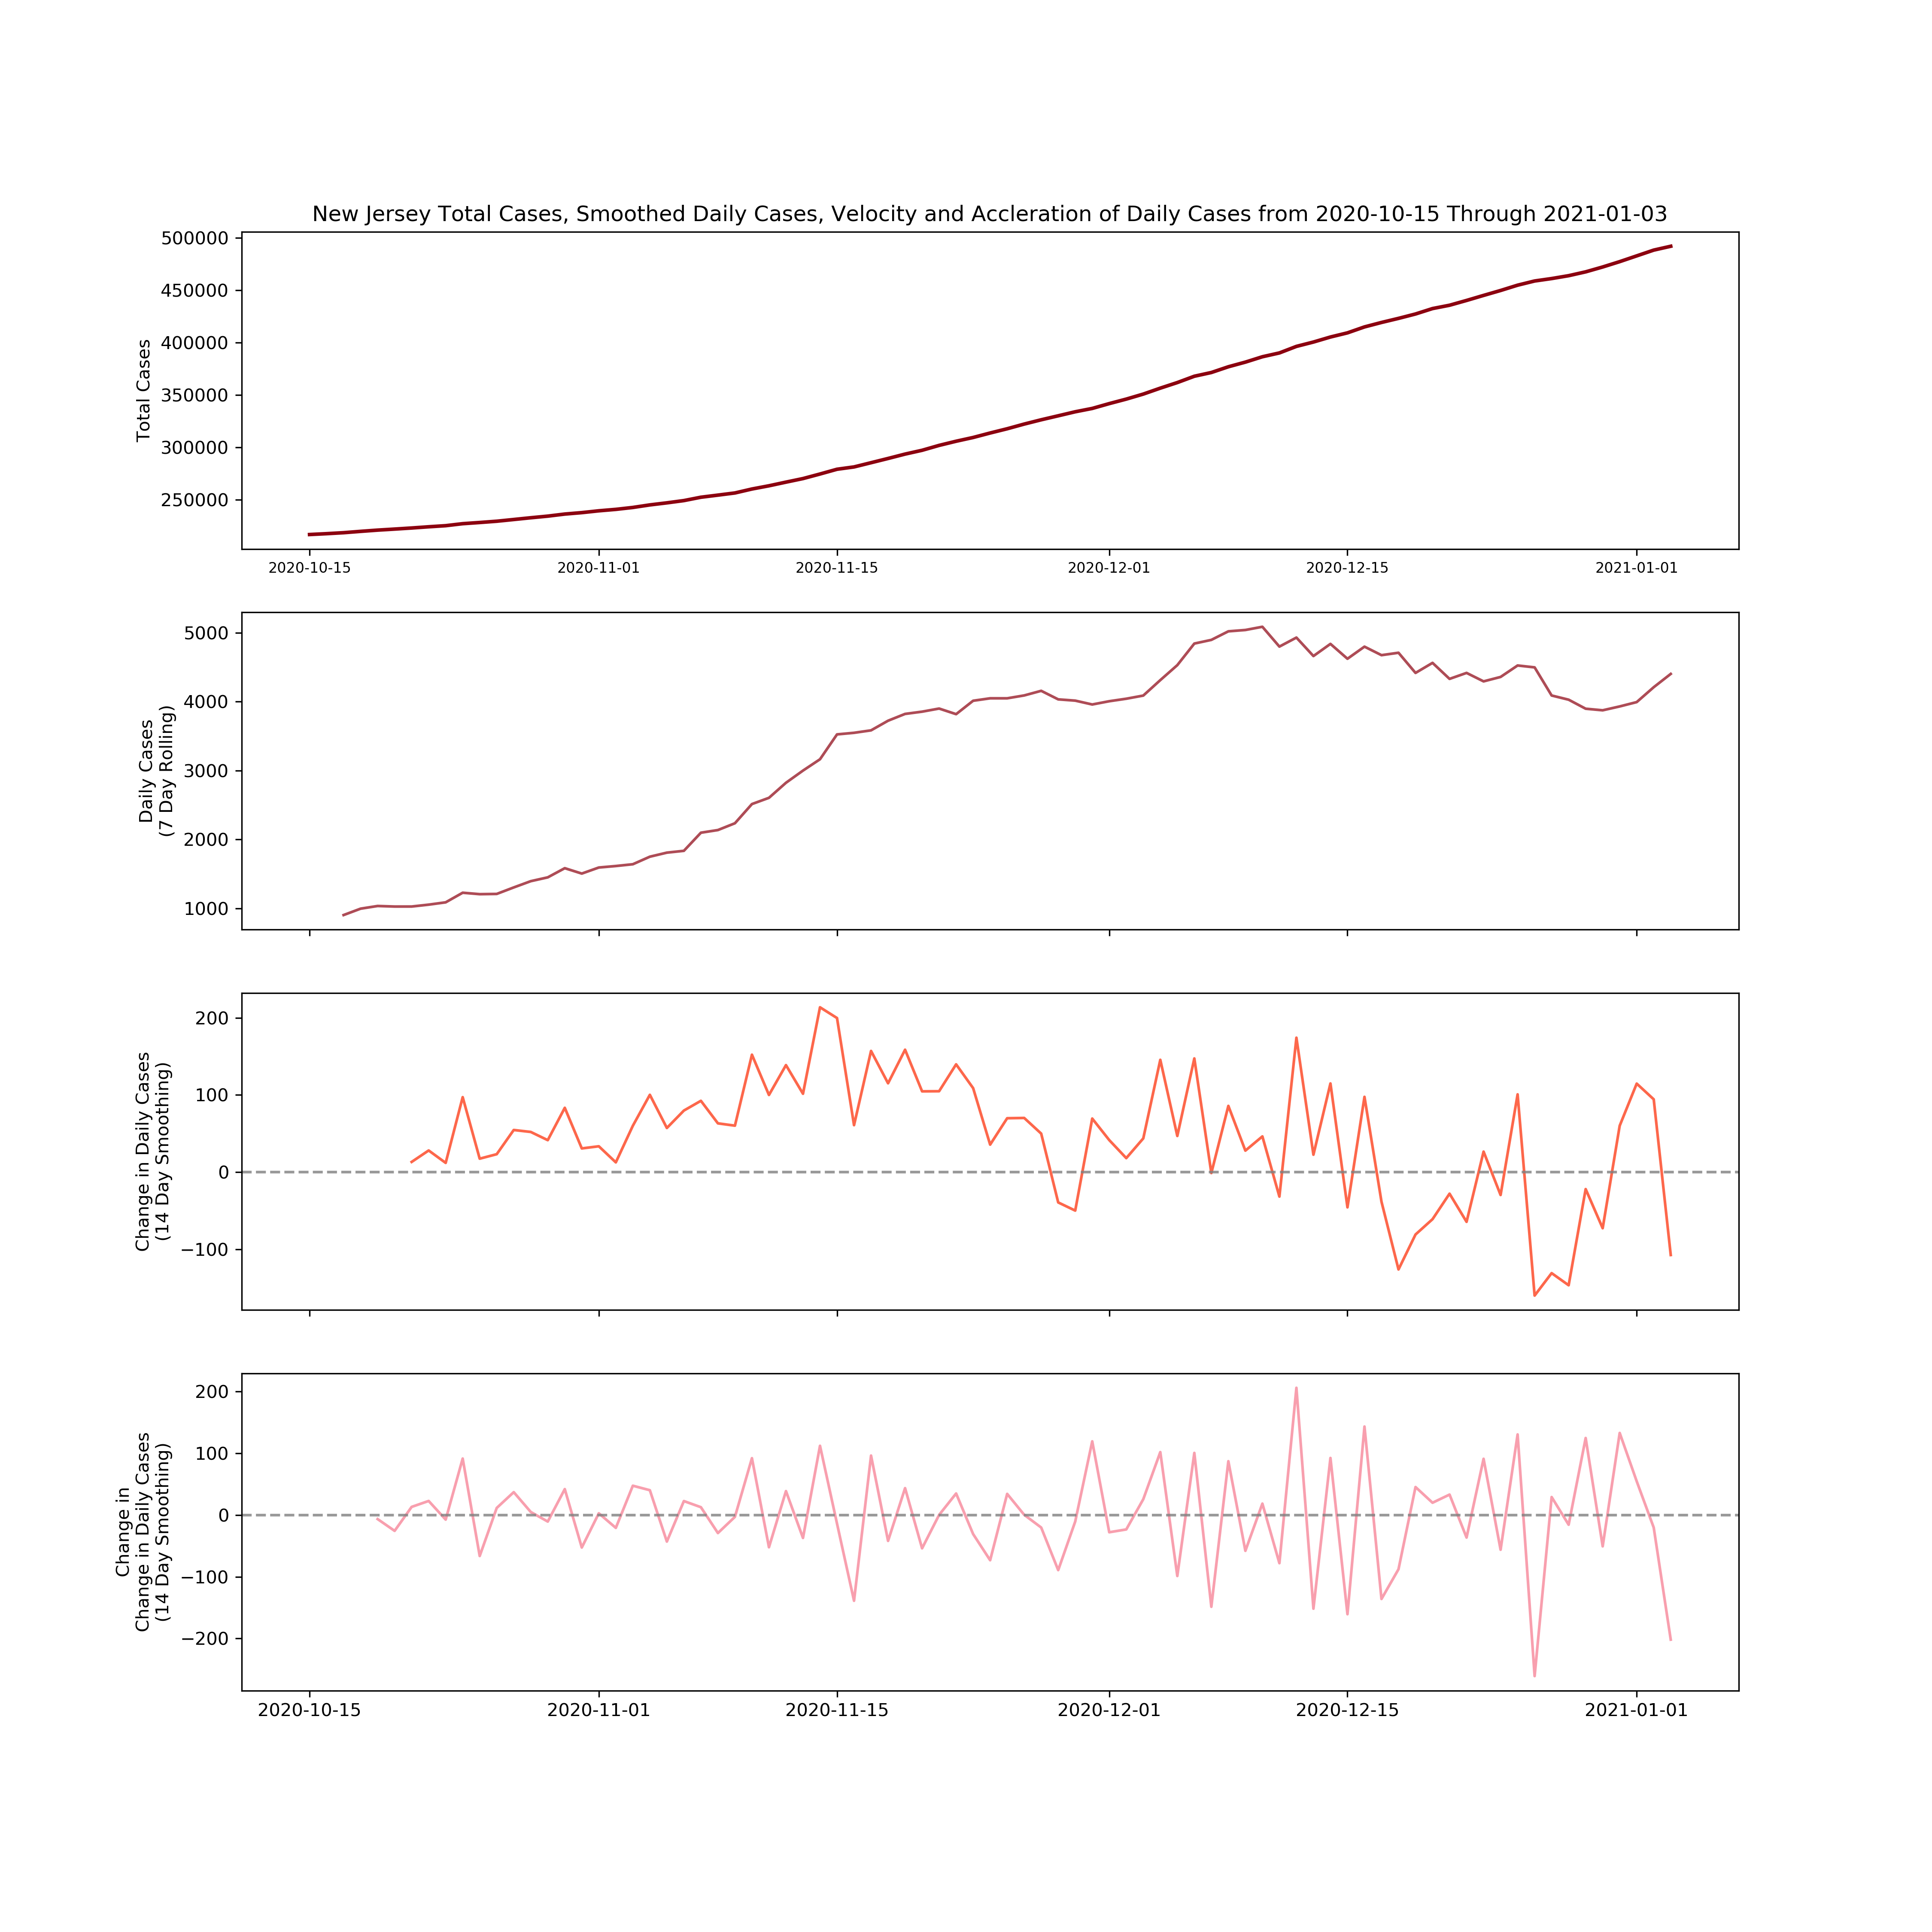 New Jersey Total Cases, Smoothed Daily Cases, Velocity and Accleration of Daily Cases from 2020-10-15 Through 2021-01-03
Total Cases
500000
450000
400000
350000
300000
250000
2020-10-15 2020-11-01 2020-11-15 2020-12-01 2020-12-15 2021-01-01
Daily Cases
(7 Day Rolling)
5000
4000
3000
2000
1000
Change in Daily Cases
(14 Day Smoothing)
200
100
0
−100
Change in
Change in Daily Cases
(14 Day Smoothing)
200
100
0
−100
−200
2020-10-15 2020-11-01 2020-11-15 2020-12-01 2020-12-15 2021-01-01